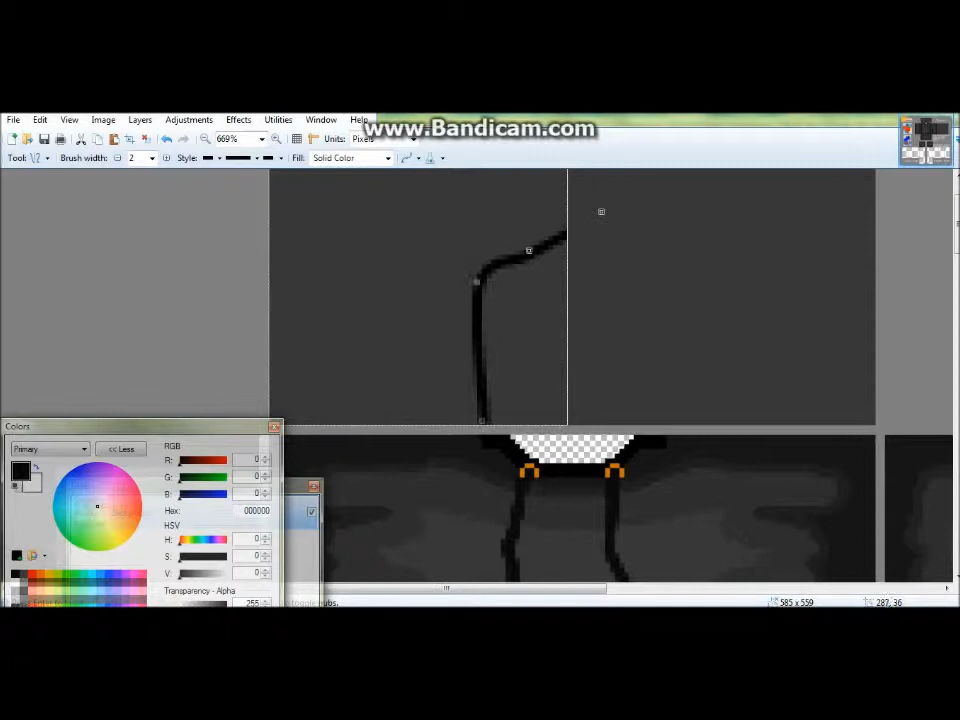 File Edit View Image Layers Adjustments Effects Utilities Window Help
www.Bandicam.com
669% Units: Pixels
Tool: Brush width: 2 Style: Fill: Solid Color
Colors
Primary << Less RGB
R: 0
G: 0
B: 0
Hex: 000000
HSV
H: 0
S: 0
V: 0
Transparency - Alpha
255
585 x 559 287, 36